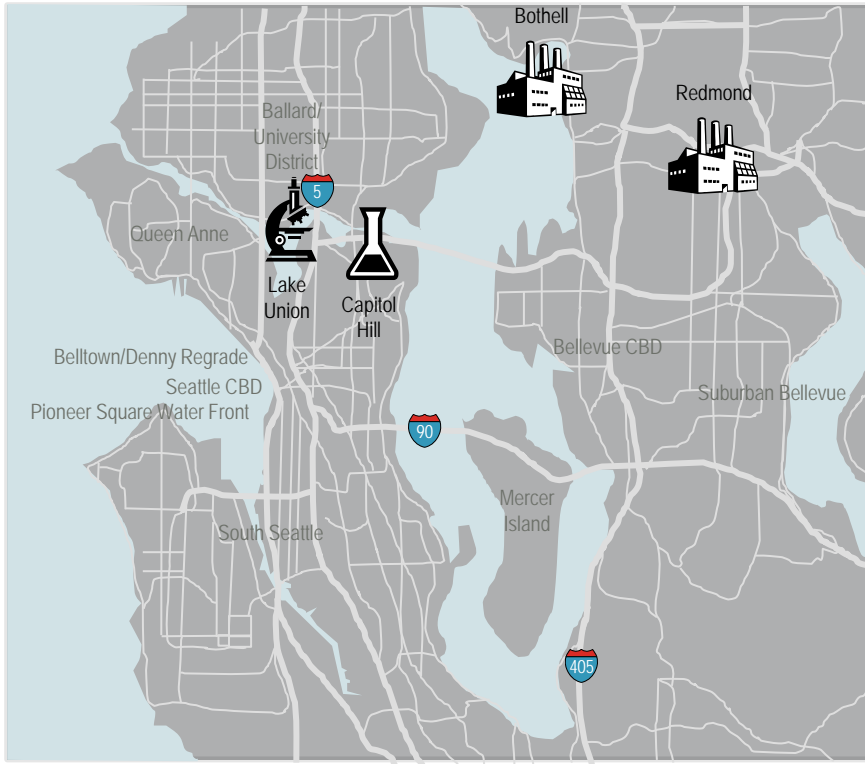 Bothell
Redmond
Ballard/
University
District
5
Queen Anne
Lake
Union
Capitol
Hill
Belltown/Denny Regrade
Seattle CBD
Pioneer Square Water Front
Bellevue CBD
Suburban Bellevue
90
Mercer
Island
South Seattle
405